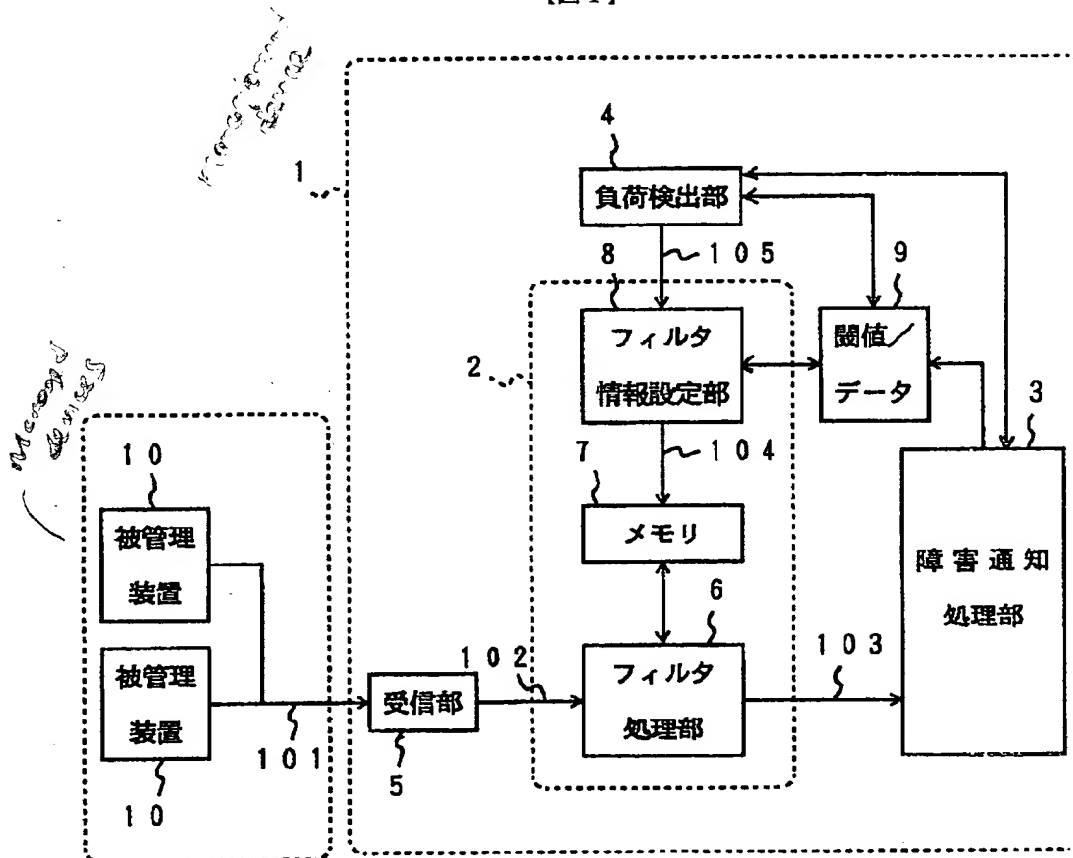 1
4
負荷検出部
105
8
フィルタ
情報設定部
9
閾値/
データ
2
3
104
7
メモリ
障害通知
処理部
10
被管理
装置
被管理
装置
10
101
受信部
5
102
6
フィルタ
処理部
103